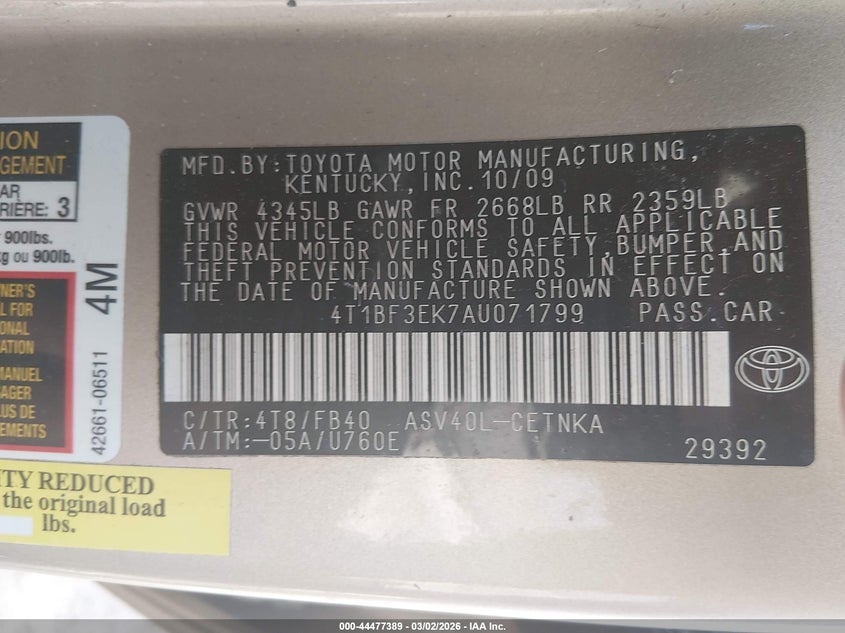 ION
GEMENT
AR
RIÈRE: 3
900lbs.
kg ou 900lb.
4M
42661-06511
NER'S
L FOR
IONAL
ATION
MANUEL
AGER
US DE
EMENTS
ITY REDUCED
the original load
lbs.
MFD.BY:TOYOTA MOTOR MANUFACTURING,
KENTUCKY,INC.10/09
GVWR 4345LB GAWR FR 2668LB RR 2359LB
THIS VEHICLE CONFORMS TO ALL APPLICABLE
FEDERAL MOTOR VEHICLE SAFETY,BUMPER,AND
THEFT PREVENTION STANDARDS IN EFFECT ON
THE DATE OF MANUFACTURE SHOWN ABOVE.
4T1BF3EK7AU071799 PASS.CAR
C/TR:4T8/FB40 ASV40L-CETNKA
A/TM:-05A/U760E
29392
000-44477389 - 03/02/2026 - IAA Inc.